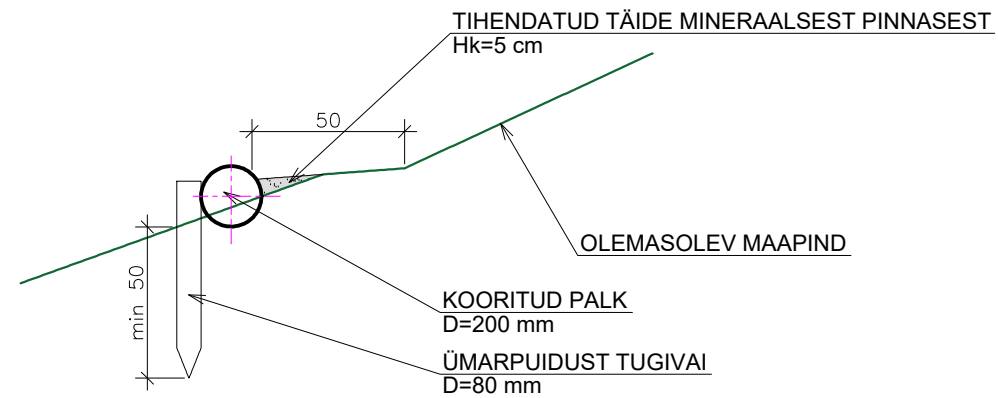 TIHENDATUD TÄIDE MINERAALSEST PINNASEST
Hk=5 cm
50
OLEMASOLEV MAAPIND
min 50
KOORITUD PALK
D=200 mm
ÜMARPUIDUST TUGIVAI
D=80 mm